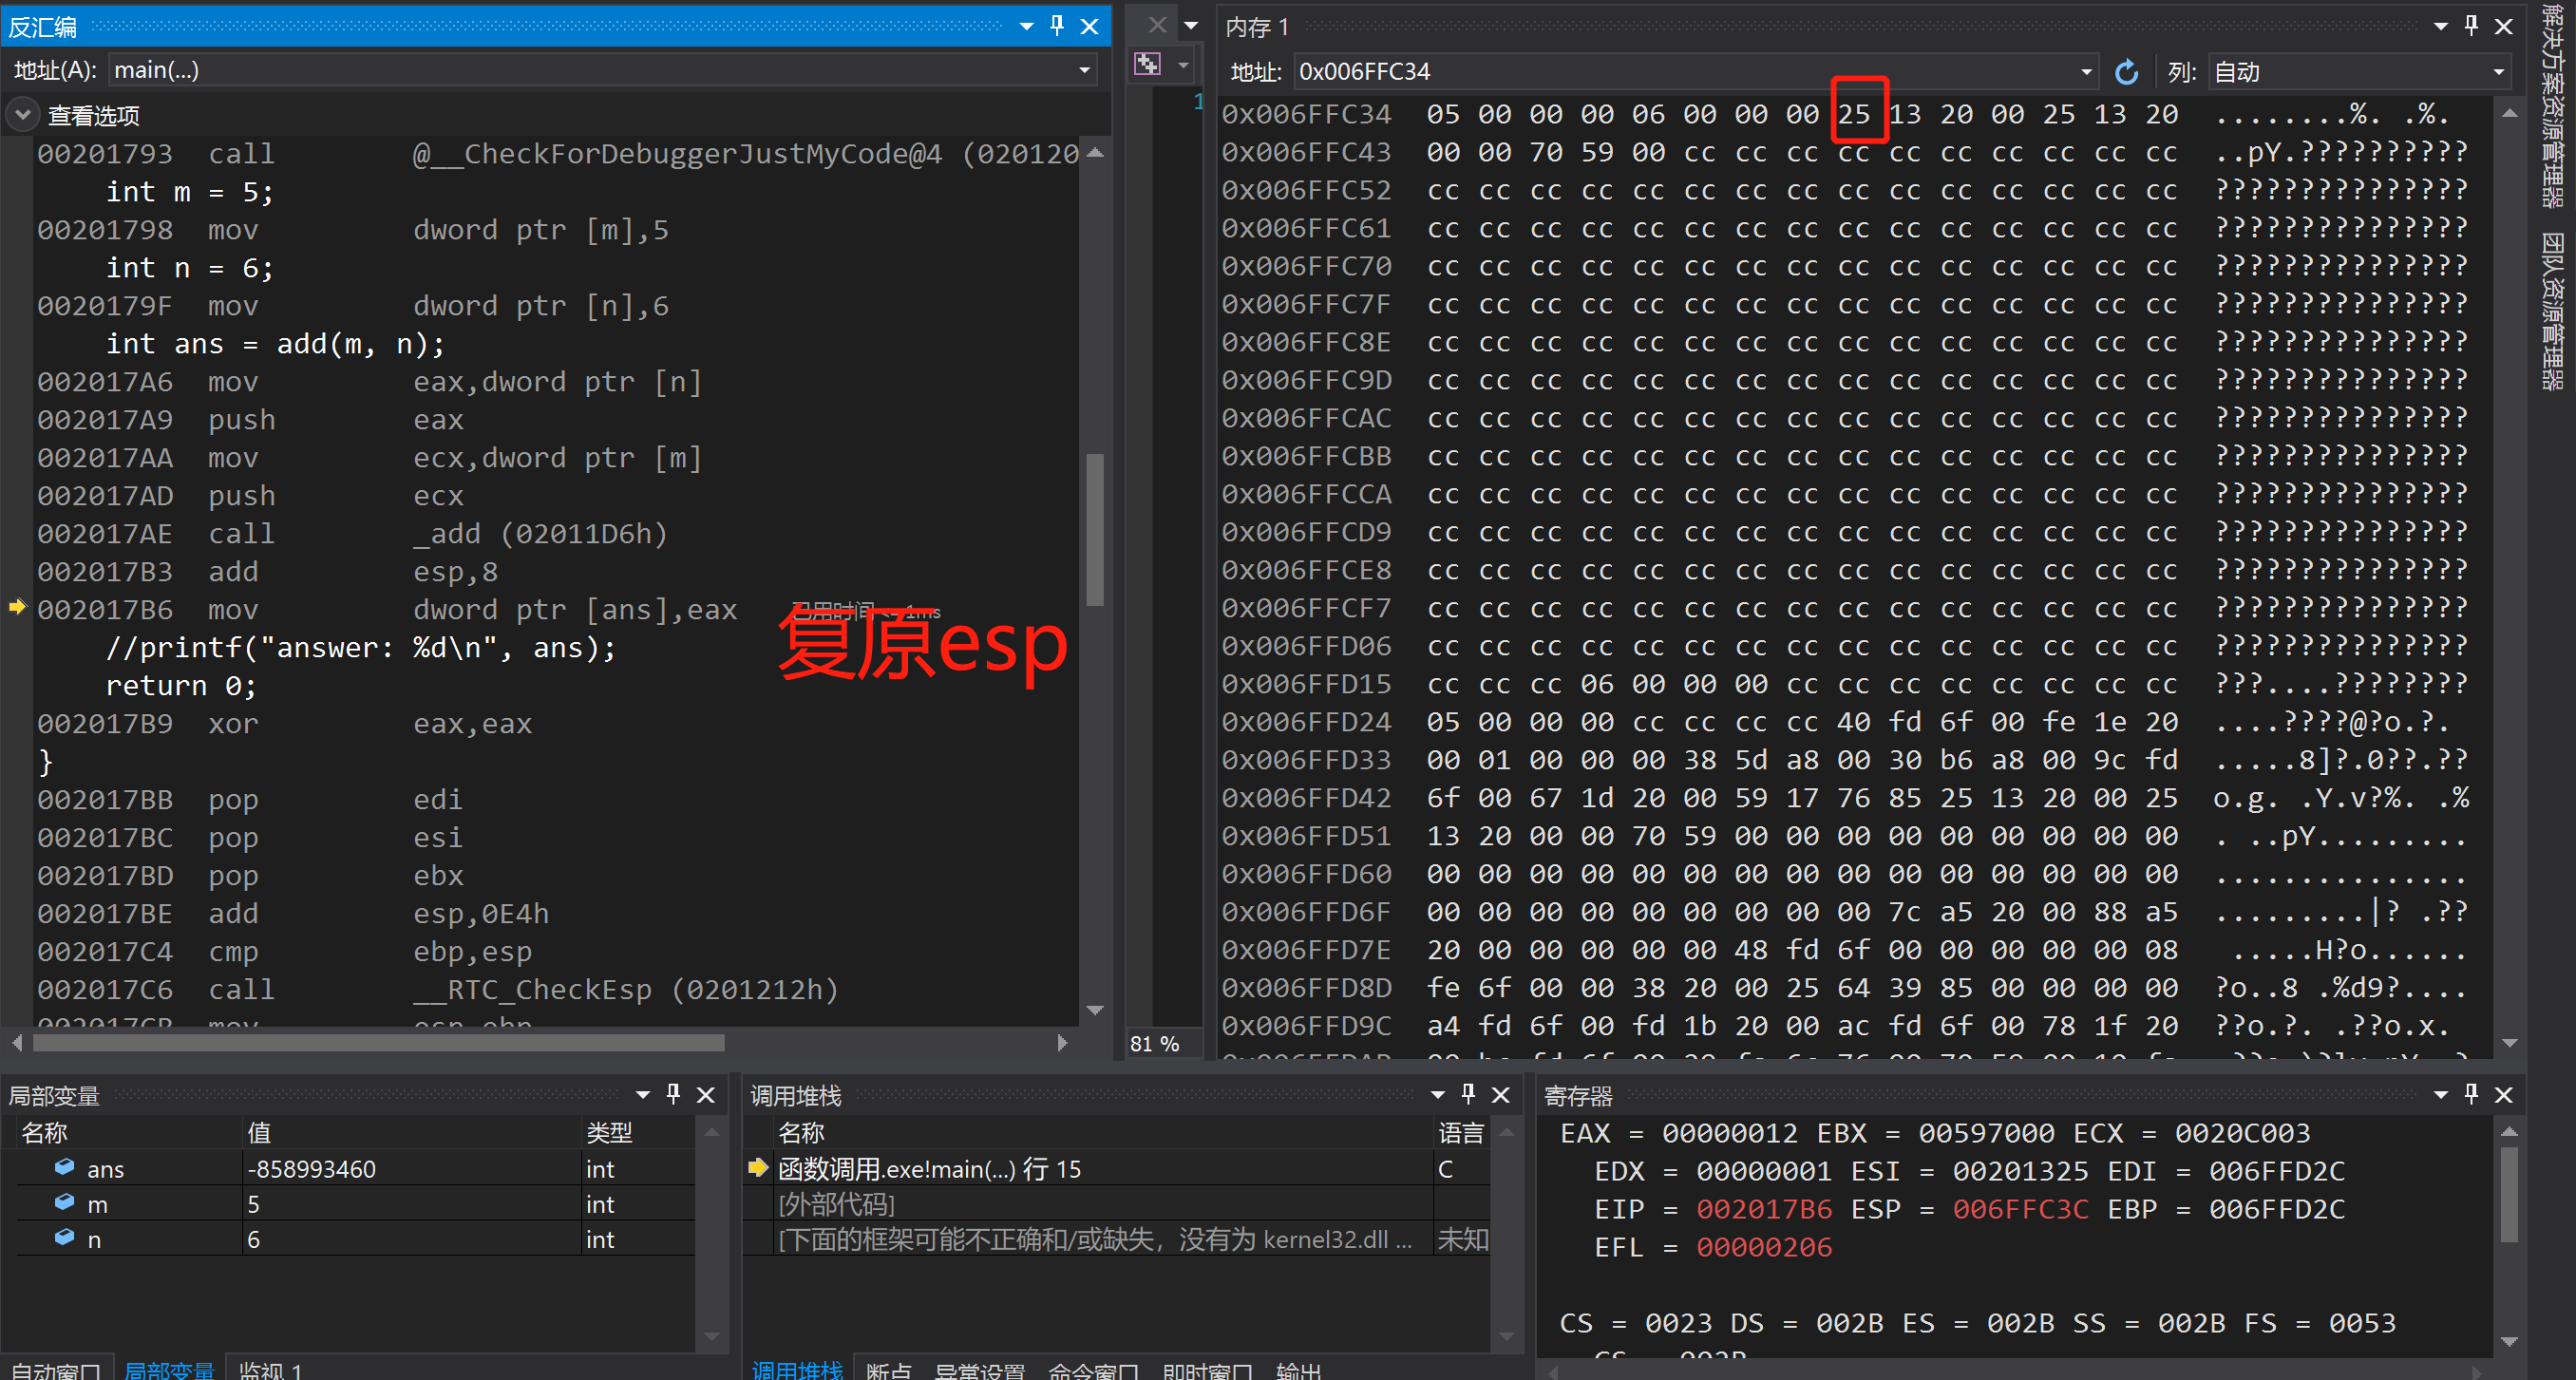 反汇编
地址(A): main(...)
查看选项
00201793 call @__CheckForDebuggerJustMyCode@4 (020120
int m = 5;
00201798 mov dword ptr [m],5
int n = 6;
0020179F mov dword ptr [n],6
int ans = add(m, n);
002017A6 mov eax,dword ptr [n]
002017A9 push eax
002017AA mov ecx,dword ptr [m]
002017AD push ecx
002017AE call _add (02011D6h)
002017B3 add esp,8
002017B6 mov dword ptr [ans],eax
复原esp
//printf("answer: %d\n", ans);
return 0;
002017B9 xor eax,eax
}
002017BB pop edi
002017BC pop esi
002017BD pop ebx
002017BE add esp,0E4h
002017C4 cmp ebp,esp
002017C6 call __RTC_CheckEsp (0201212h)
1
81 %
内存 1
地址: 0x006FFC34 列: 自动
0x006FFC34 05 00 00 00 06 00 00 00 25 13 20 00 25 13 20 ........%. .%.
0x006FFC43 00 00 70 59 00 cc cc cc cc cc cc cc cc cc cc ..pY.??????????
0x006FFC52 cc cc cc cc cc cc cc cc cc cc cc cc cc cc cc ???????????????
0x006FFC61 cc cc cc cc cc cc cc cc cc cc cc cc cc cc cc ???????????????
0x006FFC70 cc cc cc cc cc cc cc cc cc cc cc cc cc cc cc ???????????????
0x006FFC7F cc cc cc cc cc cc cc cc cc cc cc cc cc cc cc ???????????????
0x006FFC8E cc cc cc cc cc cc cc cc cc cc cc cc cc cc cc ???????????????
0x006FFC9D cc cc cc cc cc cc cc cc cc cc cc cc cc cc cc ???????????????
0x006FFCAC cc cc cc cc cc cc cc cc cc cc cc cc cc cc cc ???????????????
0x006FFCBB cc cc cc cc cc cc cc cc cc cc cc cc cc cc cc ???????????????
0x006FFCCA cc cc cc cc cc cc cc cc cc cc cc cc cc cc cc ???????????????
0x006FFCD9 cc cc cc cc cc cc cc cc cc cc cc cc cc cc cc ???????????????
0x006FFCE8 cc cc cc cc cc cc cc cc cc cc cc cc cc cc cc ???????????????
0x006FFCF7 cc cc cc cc cc cc cc cc cc cc cc cc cc cc cc ???????????????
0x006FFD06 cc cc cc cc cc cc cc cc cc cc cc cc cc cc cc ???????????????
0x006FFD15 cc cc cc 06 00 00 00 cc cc cc cc cc cc cc cc ???....????????
0x006FFD24 05 00 00 00 cc cc cc cc 40 fd 6f 00 fe 1e 20 ....????@?o.?.
0x006FFD33 00 01 00 00 00 38 5d a8 00 30 b6 a8 00 9c fd .....8]?.0??.??
0x006FFD42 6f 00 67 1d 20 00 59 17 76 85 25 13 20 00 25 o.g. .Y.v?%. .%
0x006FFD51 13 20 00 00 70 59 00 00 00 00 00 00 00 00 00 . ..pY.........
0x006FFD60 00 00 00 00 00 00 00 00 00 00 00 00 00 00 00 ...............
0x006FFD6F 00 00 00 00 00 00 00 00 00 7c a5 20 00 88 a5 .........|? .??
0x006FFD7E 20 00 00 00 00 00 48 fd 6f 00 00 00 00 00 08 .....H?o......
0x006FFD8D fe 6f 00 00 38 20 00 25 64 39 85 00 00 00 00 ?o..8 .%d9?....
0x006FFD9C a4 fd 6f 00 fd 1b 20 00 ac fd 6f 00 78 1f 20 ??o.?. .??o.x.
解决方案资源管理器
团队资源管理器
局部变量
名称 值 类型
ans -858993460 int
m 5 int
n 6 int
自动窗口 局部变量 监视 1
调用堆栈
名称 语言
函数调用.exe!main(...) 行 15 C
[外部代码]
[下面的框架可能不正确和/或缺失，没有为 kernel32.dll ... 未知
调用堆栈 断点 异常设置 命令窗口 即时窗口 输出
寄存器
EAX = 00000012 EBX = 00597000 ECX = 0020C003
EDX = 00000001 ESI = 00201325 EDI = 006FFD2C
EIP = 002017B6 ESP = 006FFC3C EBP = 006FFD2C
EFL = 00000206
CS = 0023 DS = 002B ES = 002B SS = 002B FS = 0053